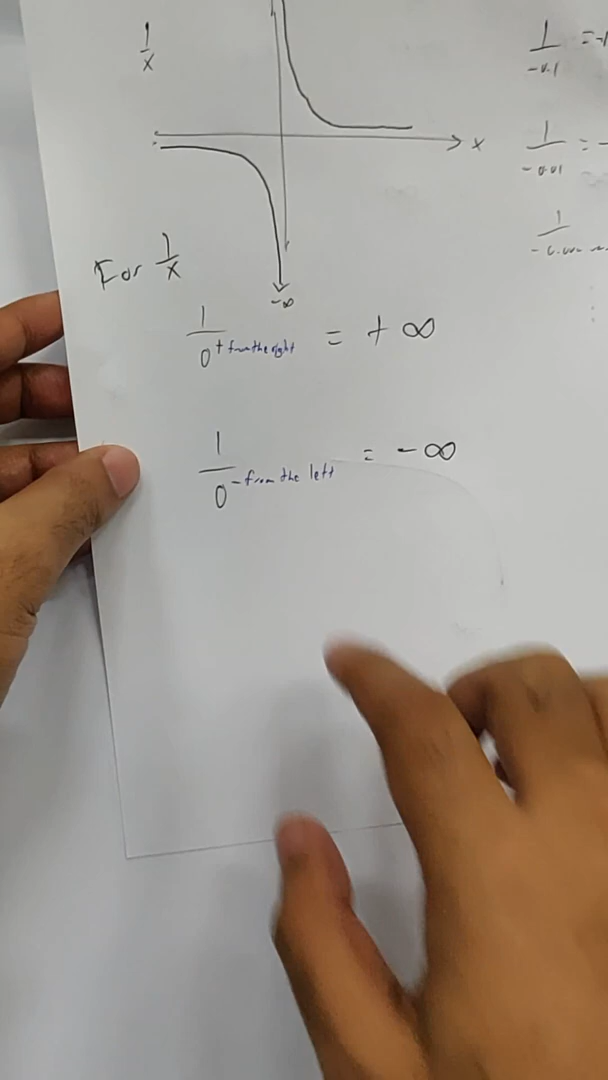 1/x
x
-∞
For 1/x
1/0+ from the right = + ∞
1/0- from the left = - ∞
1/-0.1 = -1
1/-0.01 = -